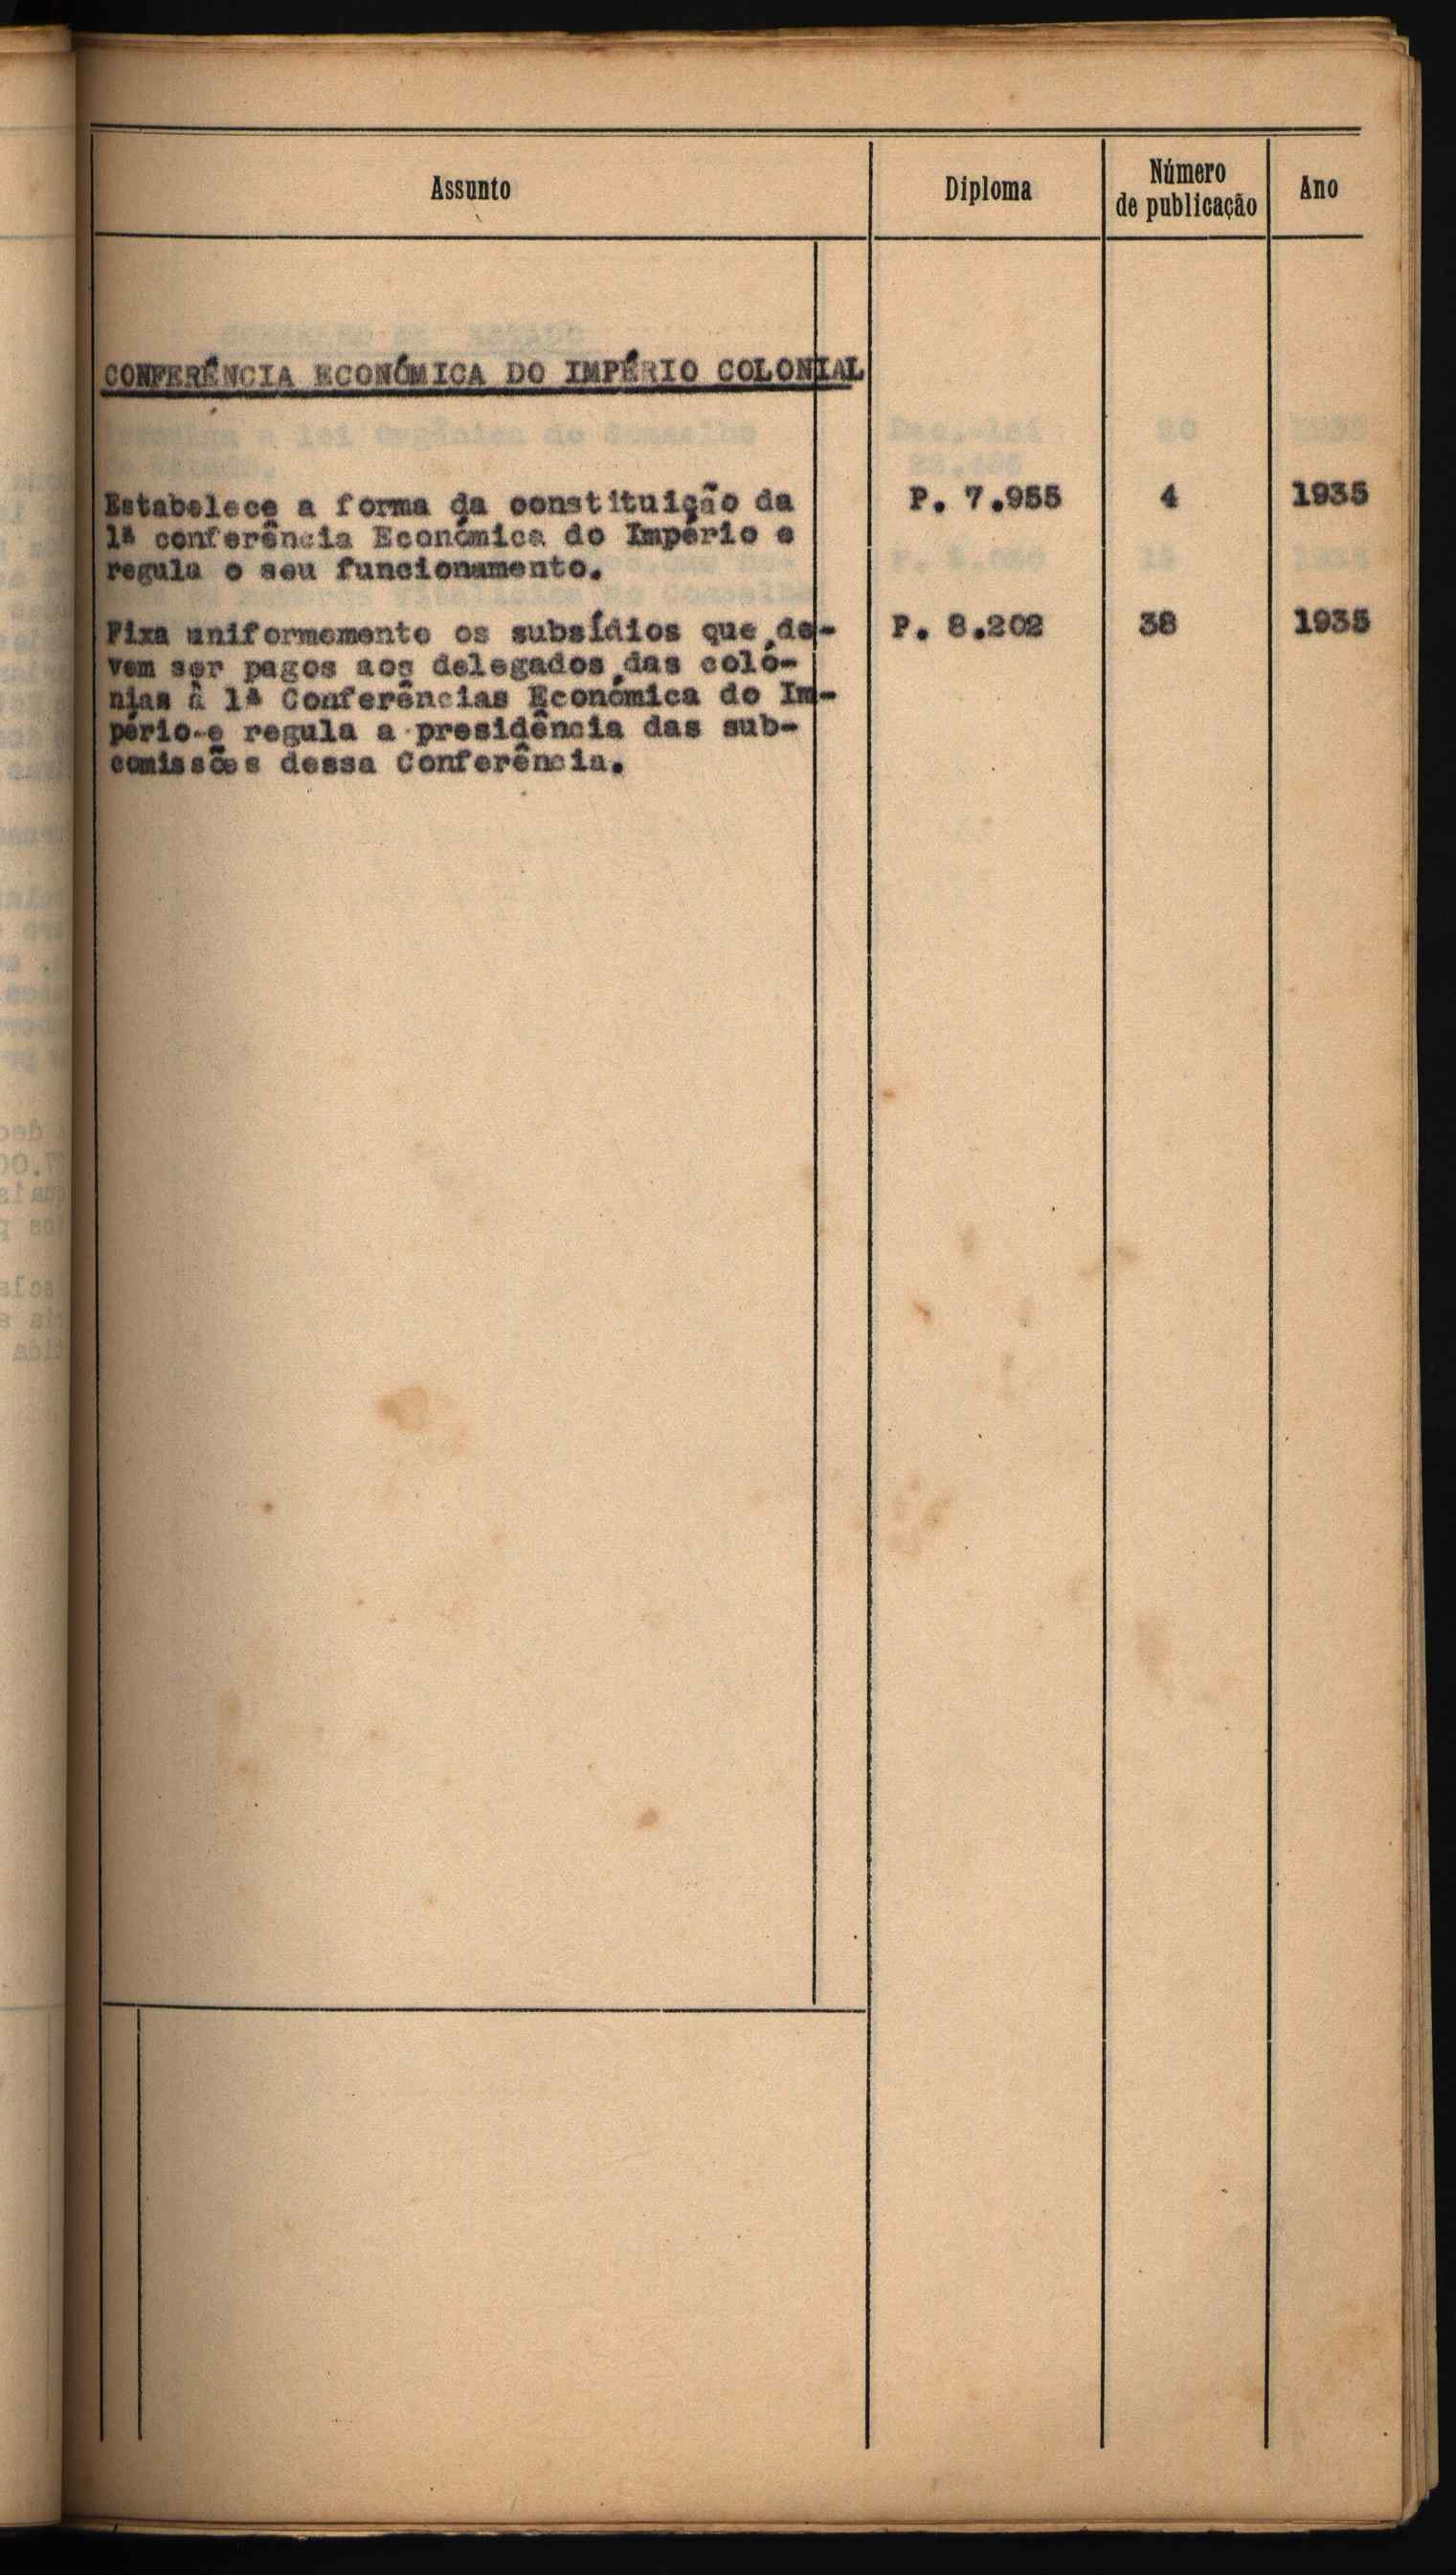 Assunto
Diploma
Número
de publicação
Ano
CONFERÊNCIA ECONÓMICA DO IMPÉRIO COLONIAL
Estabelece a forma da constituição da P. 7.955 4 1935
1ª conferência Económica do Império e
regula o seu funcionamento.
Fixa uniformemente os subsídios que de- P. 8.202 38 1935
vem ser pagos aos delegados das coló-
nias à 1ª Conferências Económica do Im-
pério-e regula a presidência das sub-
comissões dessa Conferência.